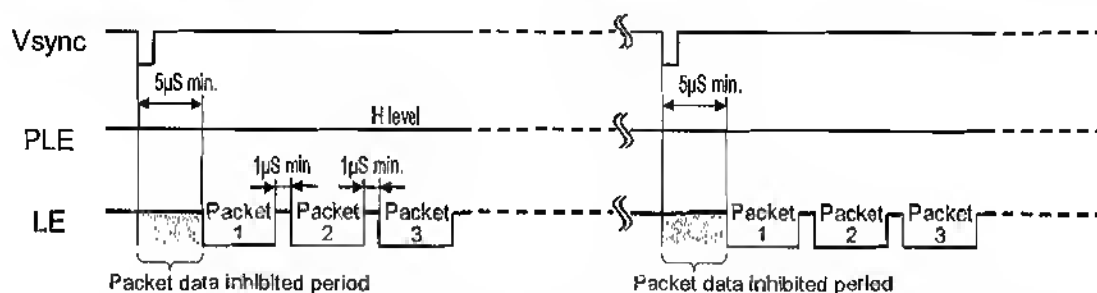 Vsync
5μS min.
5μS min.
H level
PLE
1μS min
1μS min.
LE
Packet 1
Packet 2
Packet 3
Packet 1
Packet 2
Packet 3
Packet data inhibited period
Packet data inhibited period